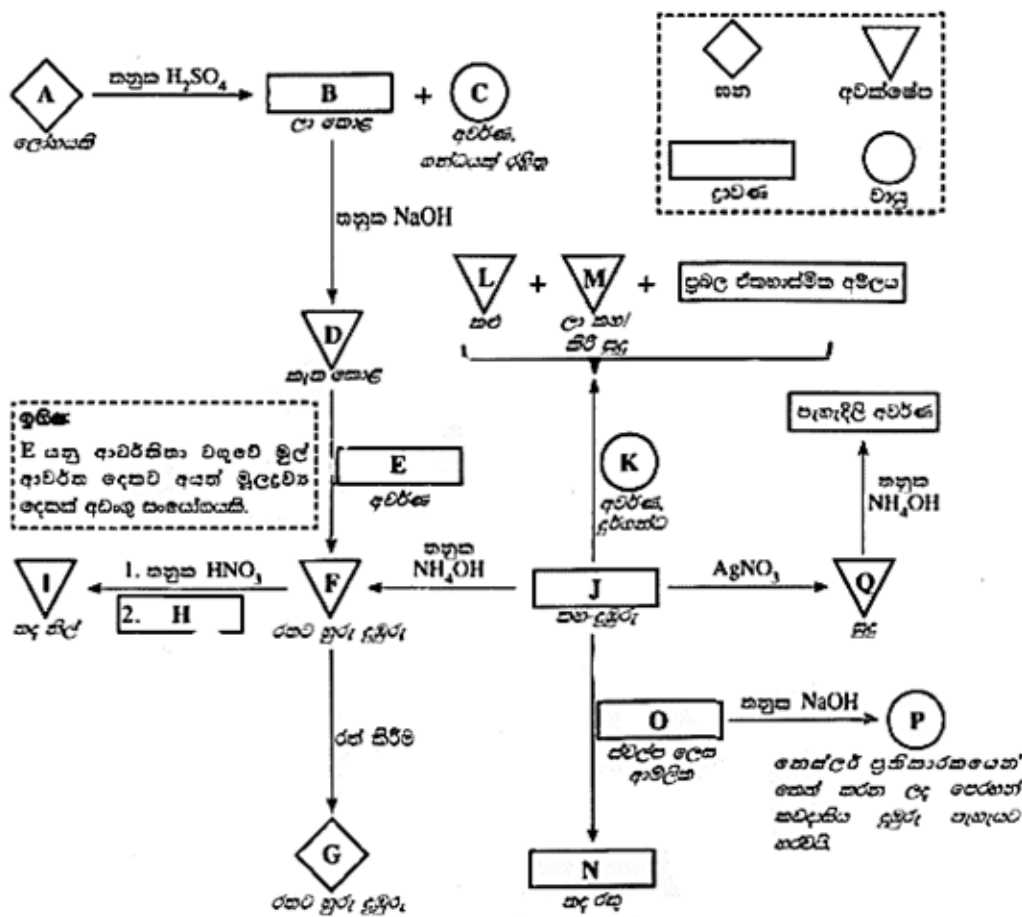 A
ලෝහයකි
තනුක H₂SO₄
B
ලා කොළ
+
C
අවර්ණ,
ගන්ධයක් රහිත
ඝන
අවක්ෂේප
ද්‍රාවණ
වායු
තනුක NaOH
D
කැත කොළ
L
කළු
+
M
ලා කහ/
කිරි සුදු
+
ප්‍රබල ඒකභාස්මික අම්ලය
ඉඟිය:
E යනු ආවර්තිතා වගුවේ මුල්
ආවර්ත දෙකට අයත් මූලද්‍රව්‍ය
දෙකක් අඩංගු සංයෝගයකි.
E
අවර්ණ
K
අවර්ණ,
දුර්ගන්ධ
පැහැදිලි අවර්ණ
තනුක
NH₄OH
I
තද නිල්
1. තනුක HNO₃
2. H
F
රතට හුරු දුඹුරු
තනුක
NH₄OH
J
කහ-දුඹුරු
AgNO₃
Q
සුදු
රත් කිරීම
G
රතට හුරු දුඹුරු
O
ස්වල්ප ලෙස
ආම්ලික
තනුක NaOH
P
නෙස්ලර් ප්‍රතිකාරකයෙන්
තෙත් කරන ලද පෙරහන්
කඩදාසිය දුඹුරු පැහැයට
හරවයි.
N
තද රතු